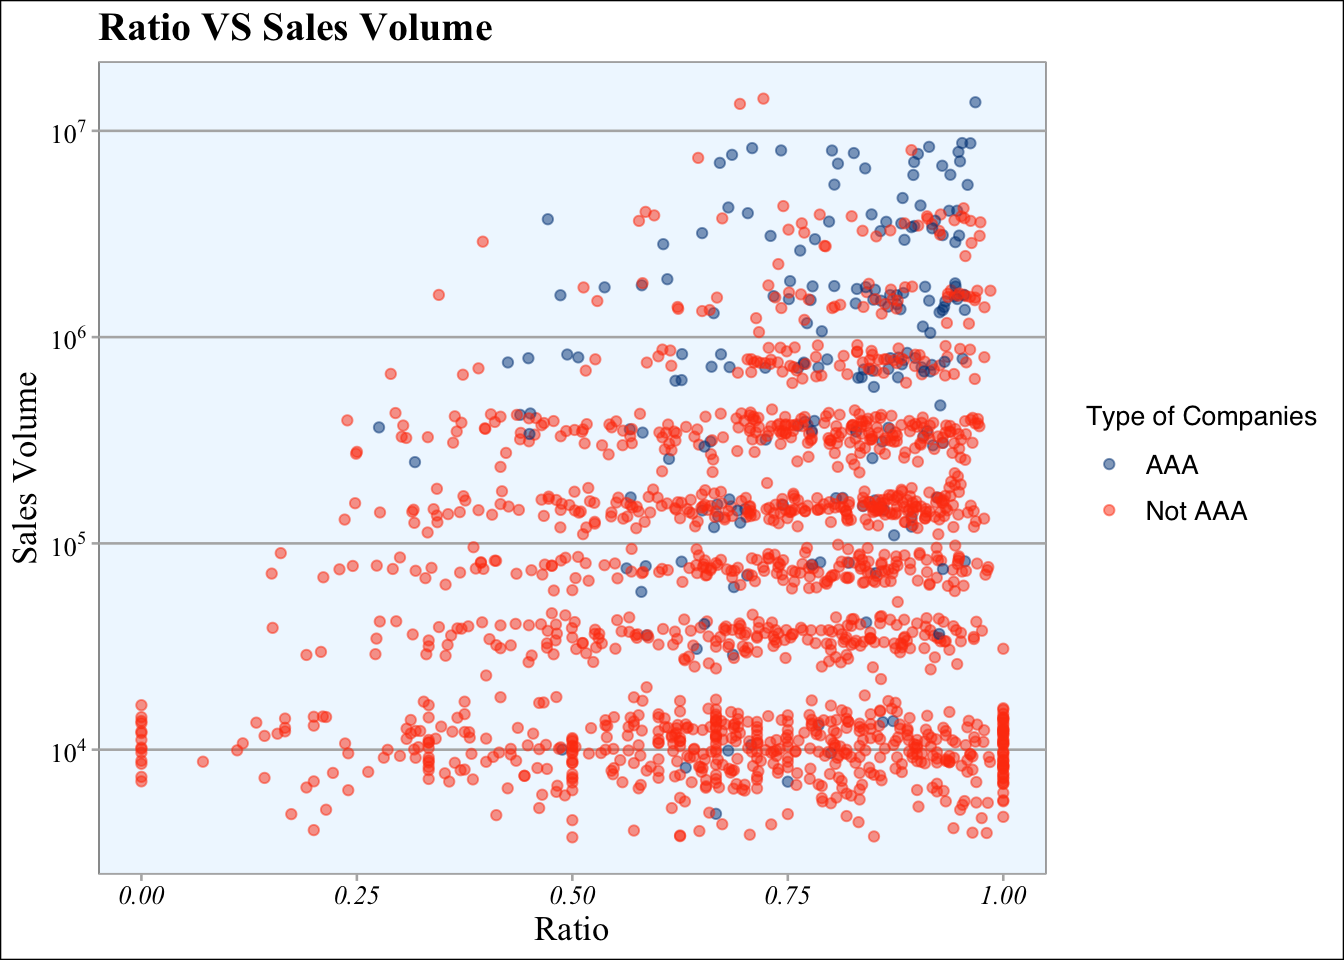 Ratio VS Sales Volume
Sales Volume
10⁷
10⁶
10⁵
10⁴
0.00 0.25 0.50 0.75 1.00
Ratio
Type of Companies
AAA
Not AAA